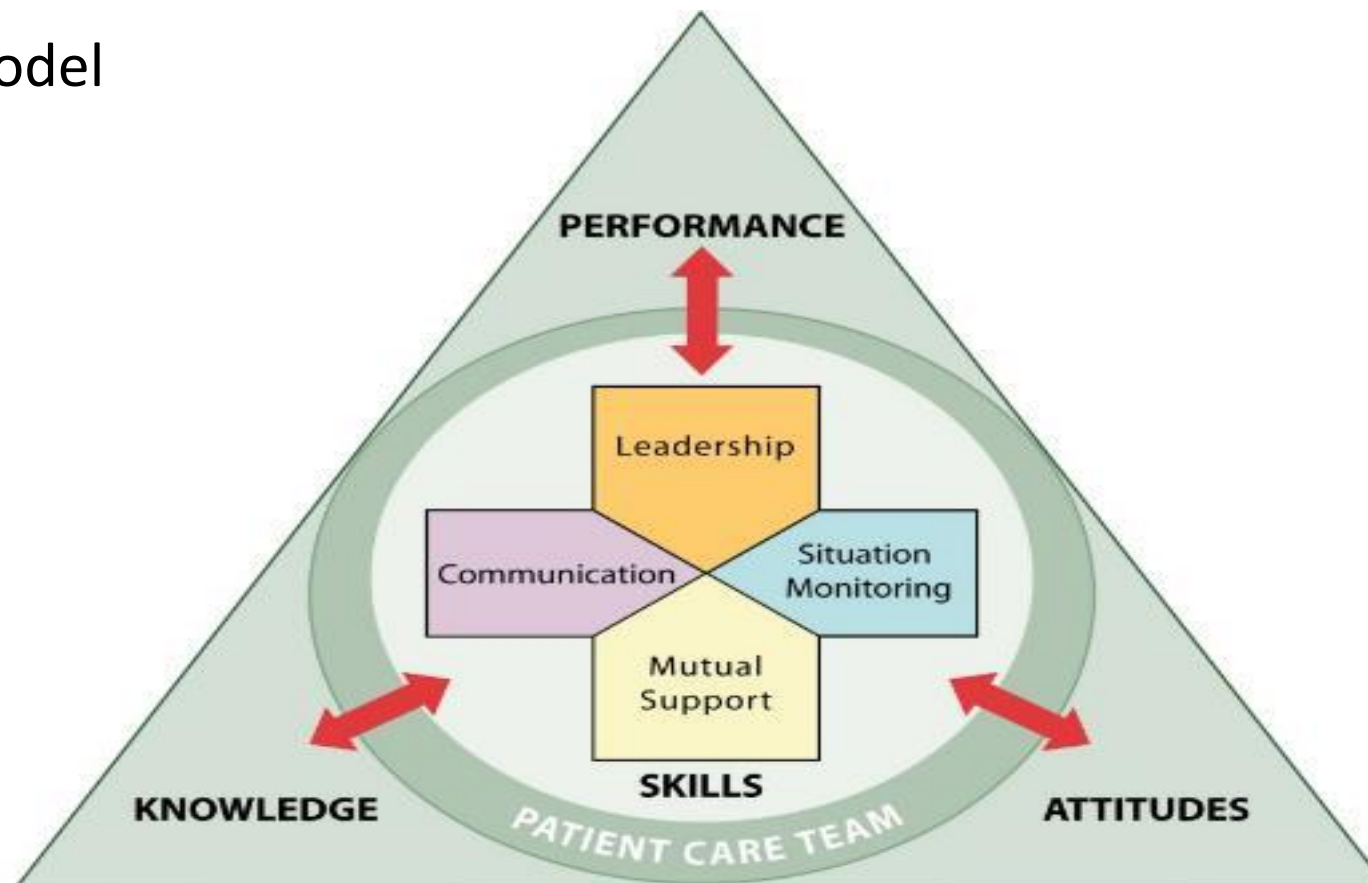 odel
PERFORMANCE
Leadership
Communication
Situation
Monitoring
Mutual
Support
SKILLS
KNOWLEDGE
ATTITUDES
PATIENT CARE TEAM